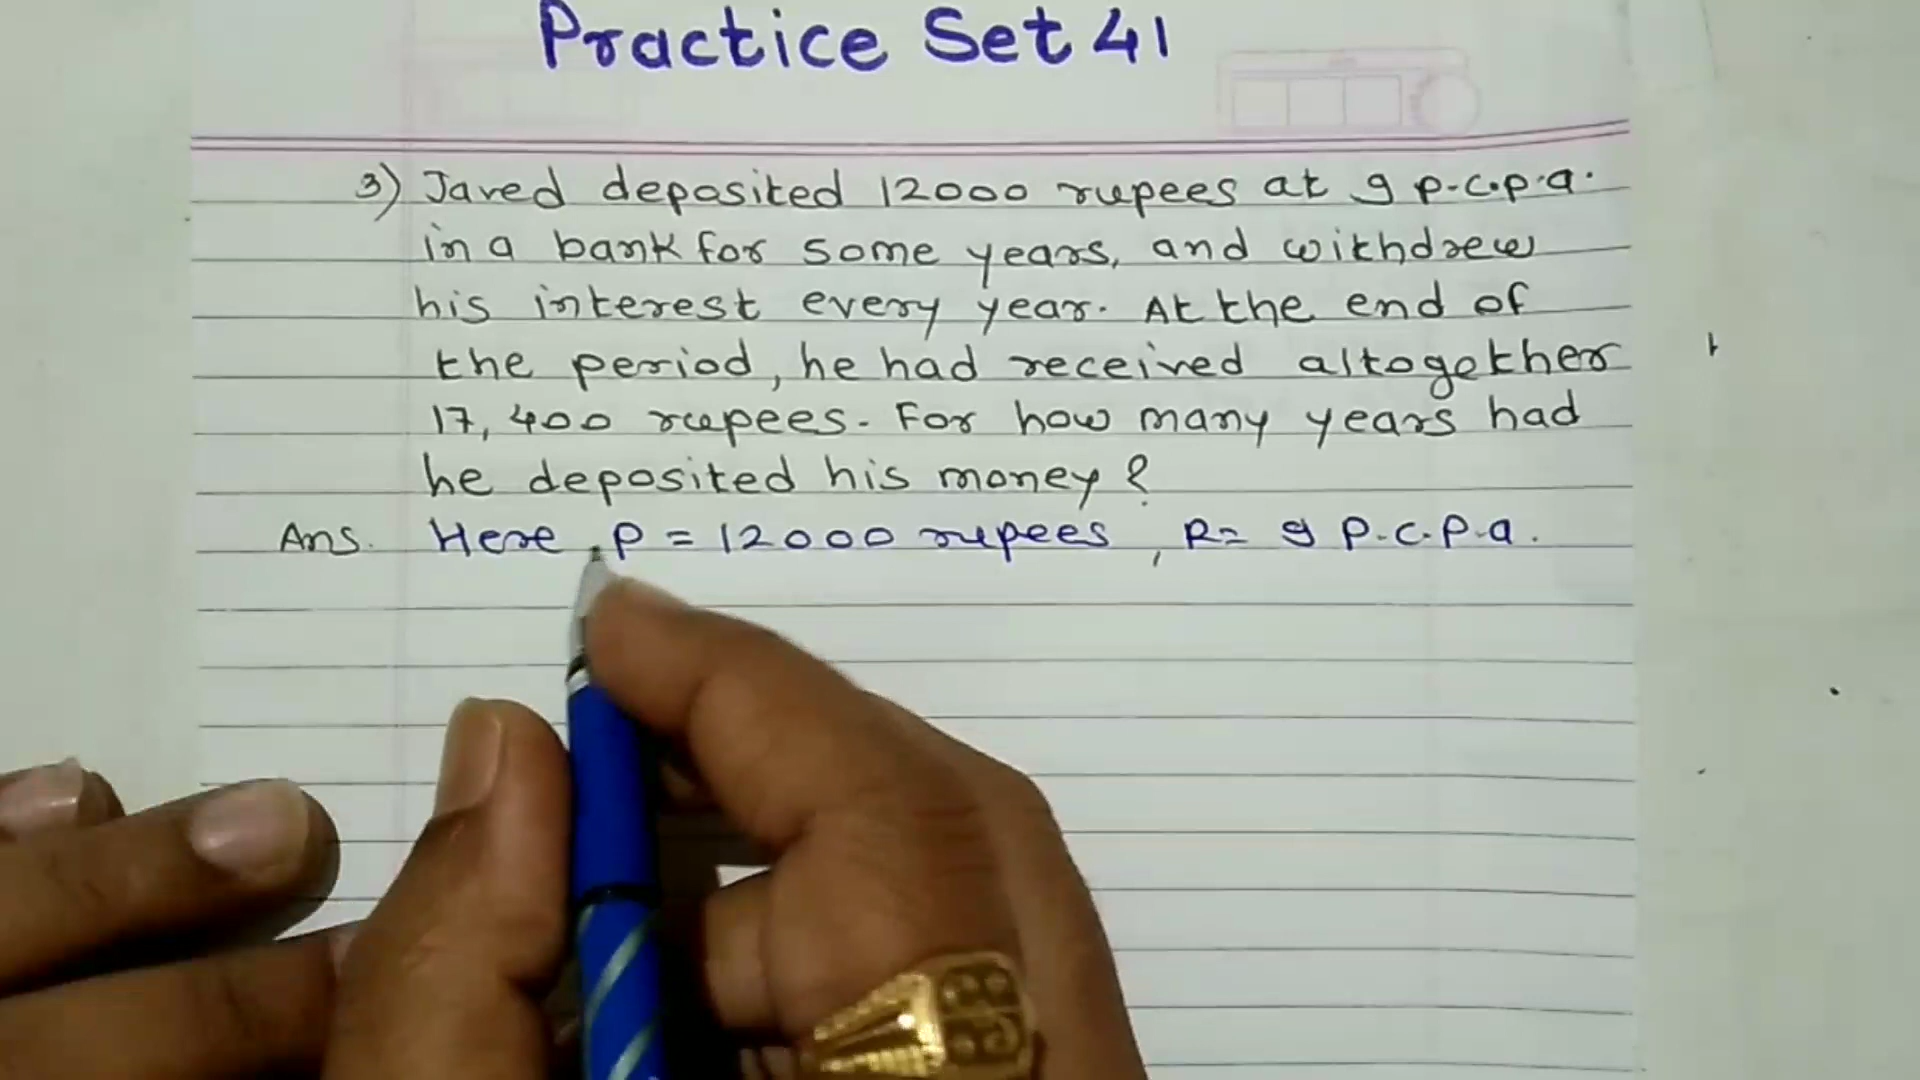 Practice Set 41
3) Javed deposited 12000 rupees at 9 p.c.p.a.
in a bank for some years, and withdrew
his interest every year. At the end of
the period, he had received altogether
17,400 rupees. For how many years had
he deposited his money?
Ans. Here, P = 12000 rupees, R = 9 P.C.P.a.